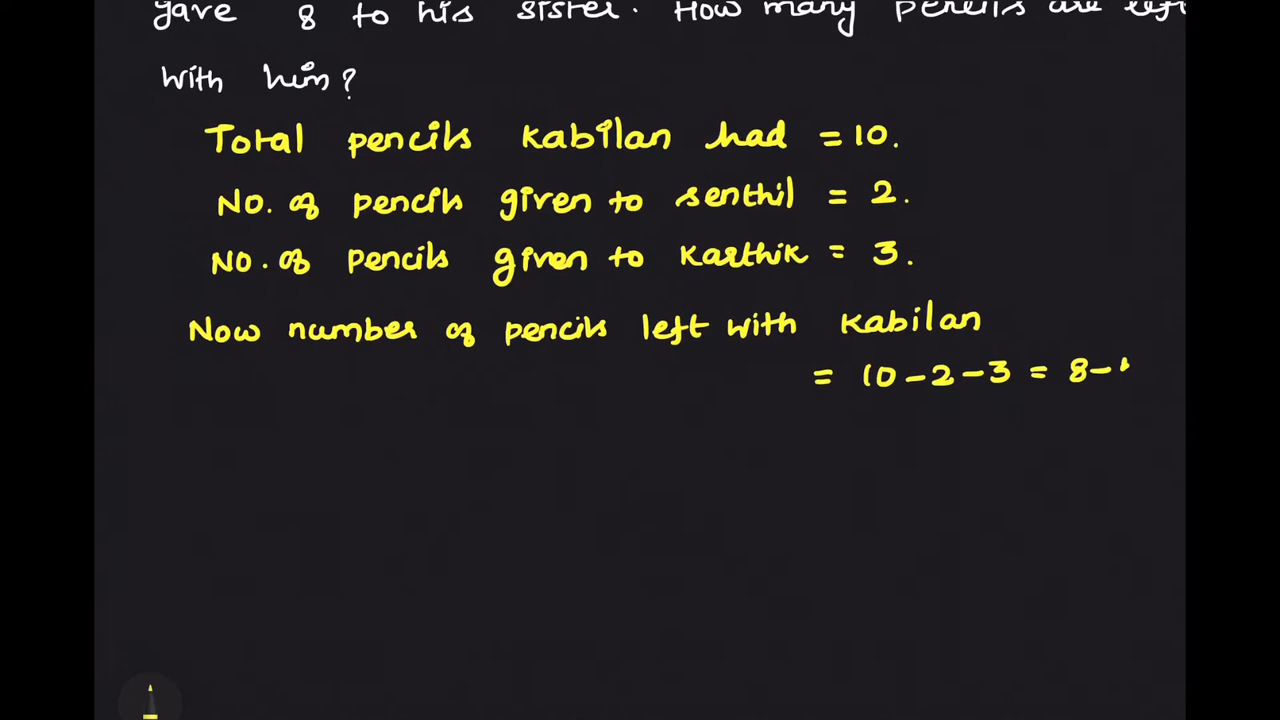 gave 8 to his sister. How many pencils are left
with him?
Total pencils Kabilan had = 10.
No. of pencils given to senthil = 2.
No. of pencils given to Karthik = 3.
Now number of pencils left with Kabilan
= 10 - 2 - 3 = 8 -